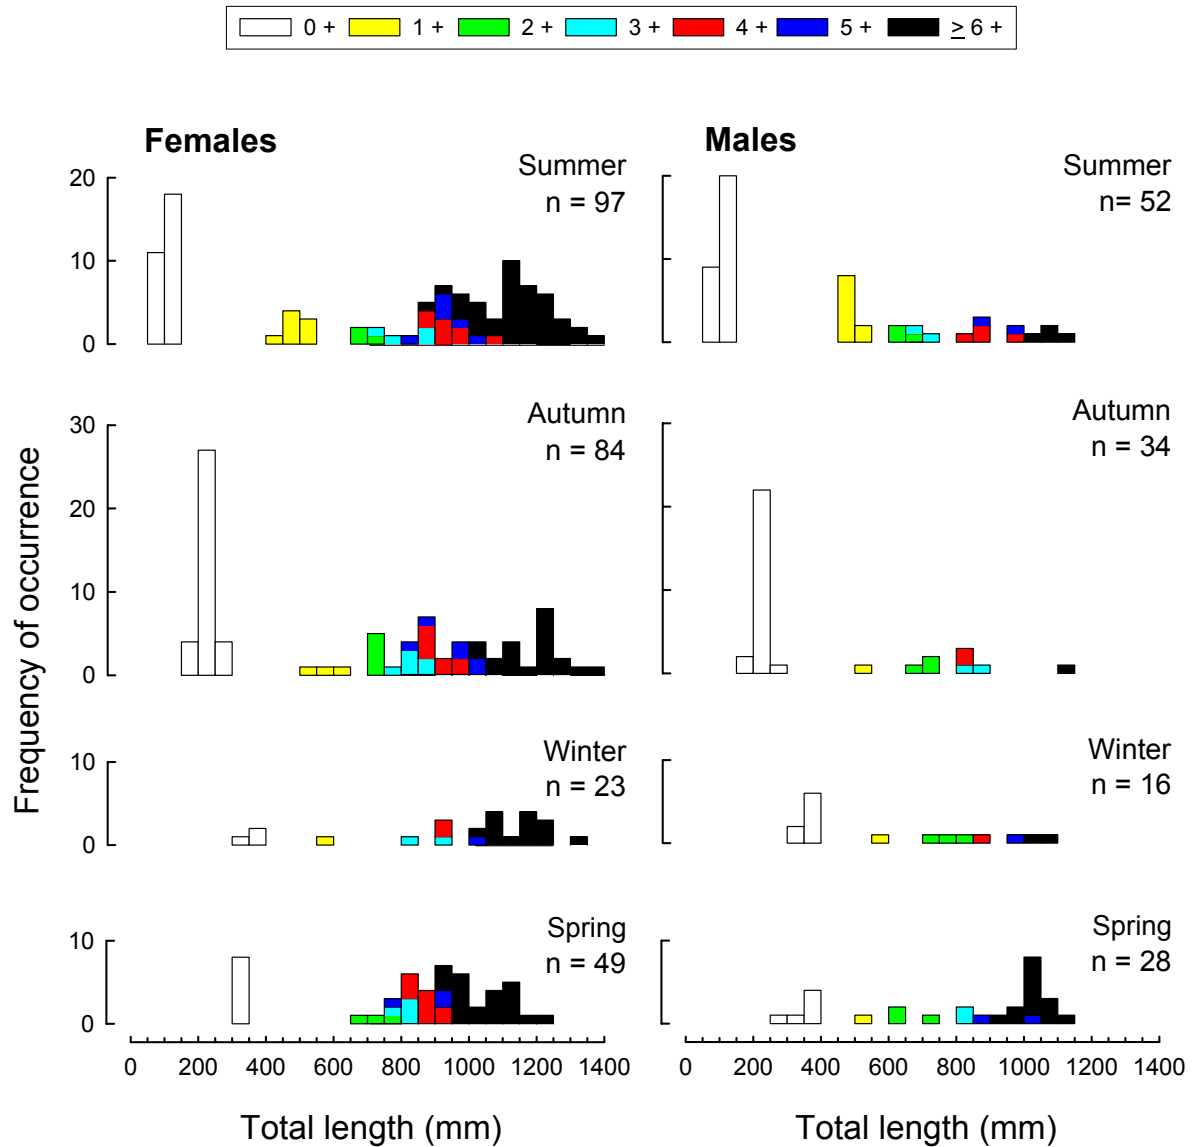 0 + 1 + 2 + 3 + 4 + 5 + ≥ 6 +
Females
Males
Summer
n = 97
Summer
n= 52
20
10
0
Autumn
n = 84
Autumn
n = 34
30
20
10
0
Winter
n = 23
Winter
n = 16
10
0
Spring
n = 49
Spring
n = 28
10
0
Frequency of occurrence
0 200 400 600 800 1000 1200 1400
0 200 400 600 800 1000 1200 1400
Total length (mm)
Total length (mm)